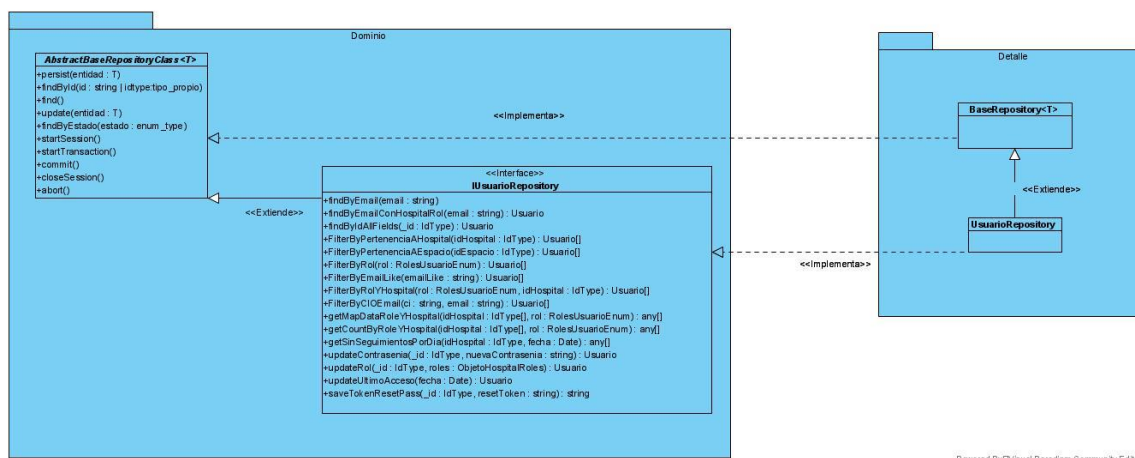 Dominio
AbstractBaseRepositoryClass<T>
+persist(entidad : T)
+findById(id : string | idtype:tipo_propio)
+find()
+update(entidad : T)
+findByEstado(estado : enum_type)
+startSession()
+startTransaction()
+commit()
+closeSession()
+abort()
<<Implementa>>
<<Extiende>>
<<Interface>>
IUsuarioRepository
+findByEmail(email : string)
+findByEmailConHospitalRol(email : string) : Usuario
+findByIdAllFields(_id : IdType) : Usuario
+FilterByPertenenciaAHospital(idHospital : IdType) : Usuario[]
+FilterByPertenenciaAEspacio(idEspacio : IdType) : Usuario[]
+FilterByRol(rol : RolesUsuarioEnum) : Usuario[]
+FilterByEmailLike(emailLike : string) : Usuario[]
+FilterByRolYHospital(rol : RolesUsuarioEnum, idHospital : IdType) : Usuario[]
+FilterByCIOEmail(ci : string, email : string) : Usuario[]
+getMapDataRoleYHospital(idHospital : IdType[], rol : RolesUsuarioEnum) : any[]
+getCountByRoleYHospital(idHospital : IdType[], rol : RolesUsuarioEnum) : any[]
+getSinSeguimientosPorDia(idHospital : IdType, fecha : Date) : any[]
+updateContrasenia(_id : IdType, nuevaContrasenia : string) : Usuario
+updateRol(_id : IdType, roles : ObjetoHospitalRoles) : Usuario
+updateUltimoAcceso(fecha : Date) : Usuario
+saveTokenResetPass(_id : IdType, resetToken : string) : string
<<Implementa>>
Detalle
BaseRepository<T>
<<Extiende>>
UsuarioRepository